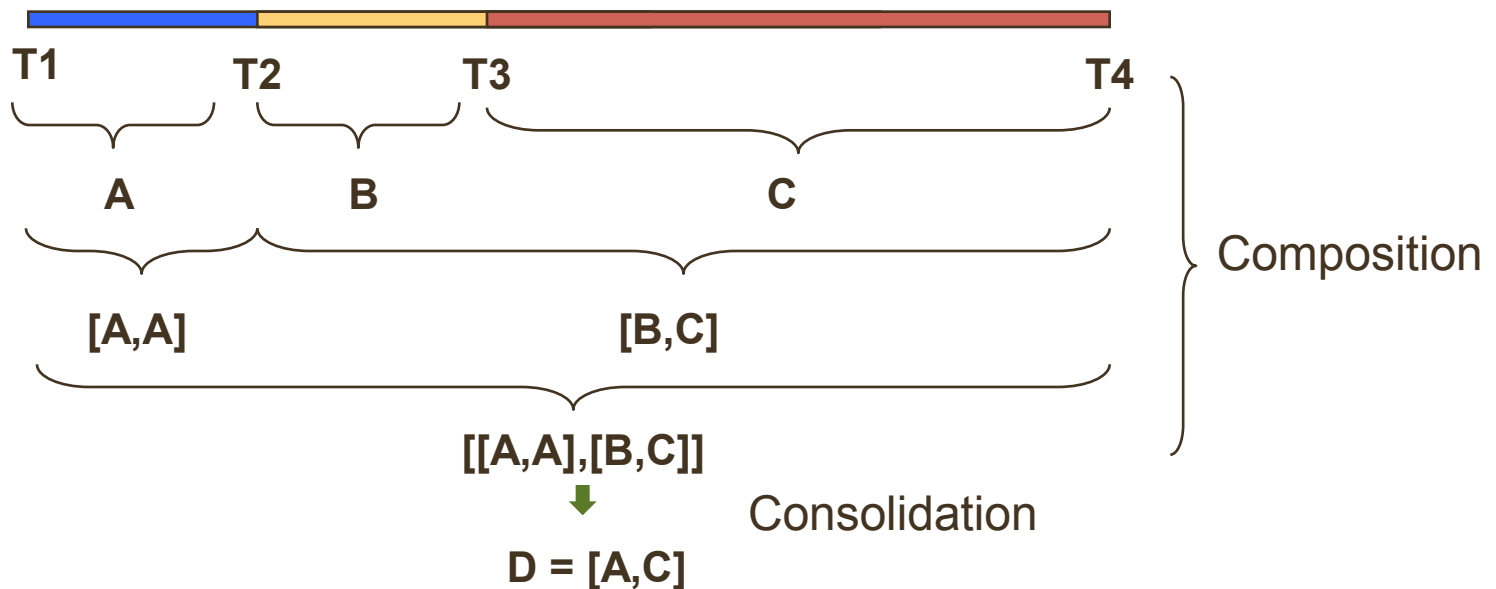 T1 T2 T3 T4
A B C
Composition
[A,A] [B,C]
[[A,A],[B,C]]
Consolidation
D = [A,C]